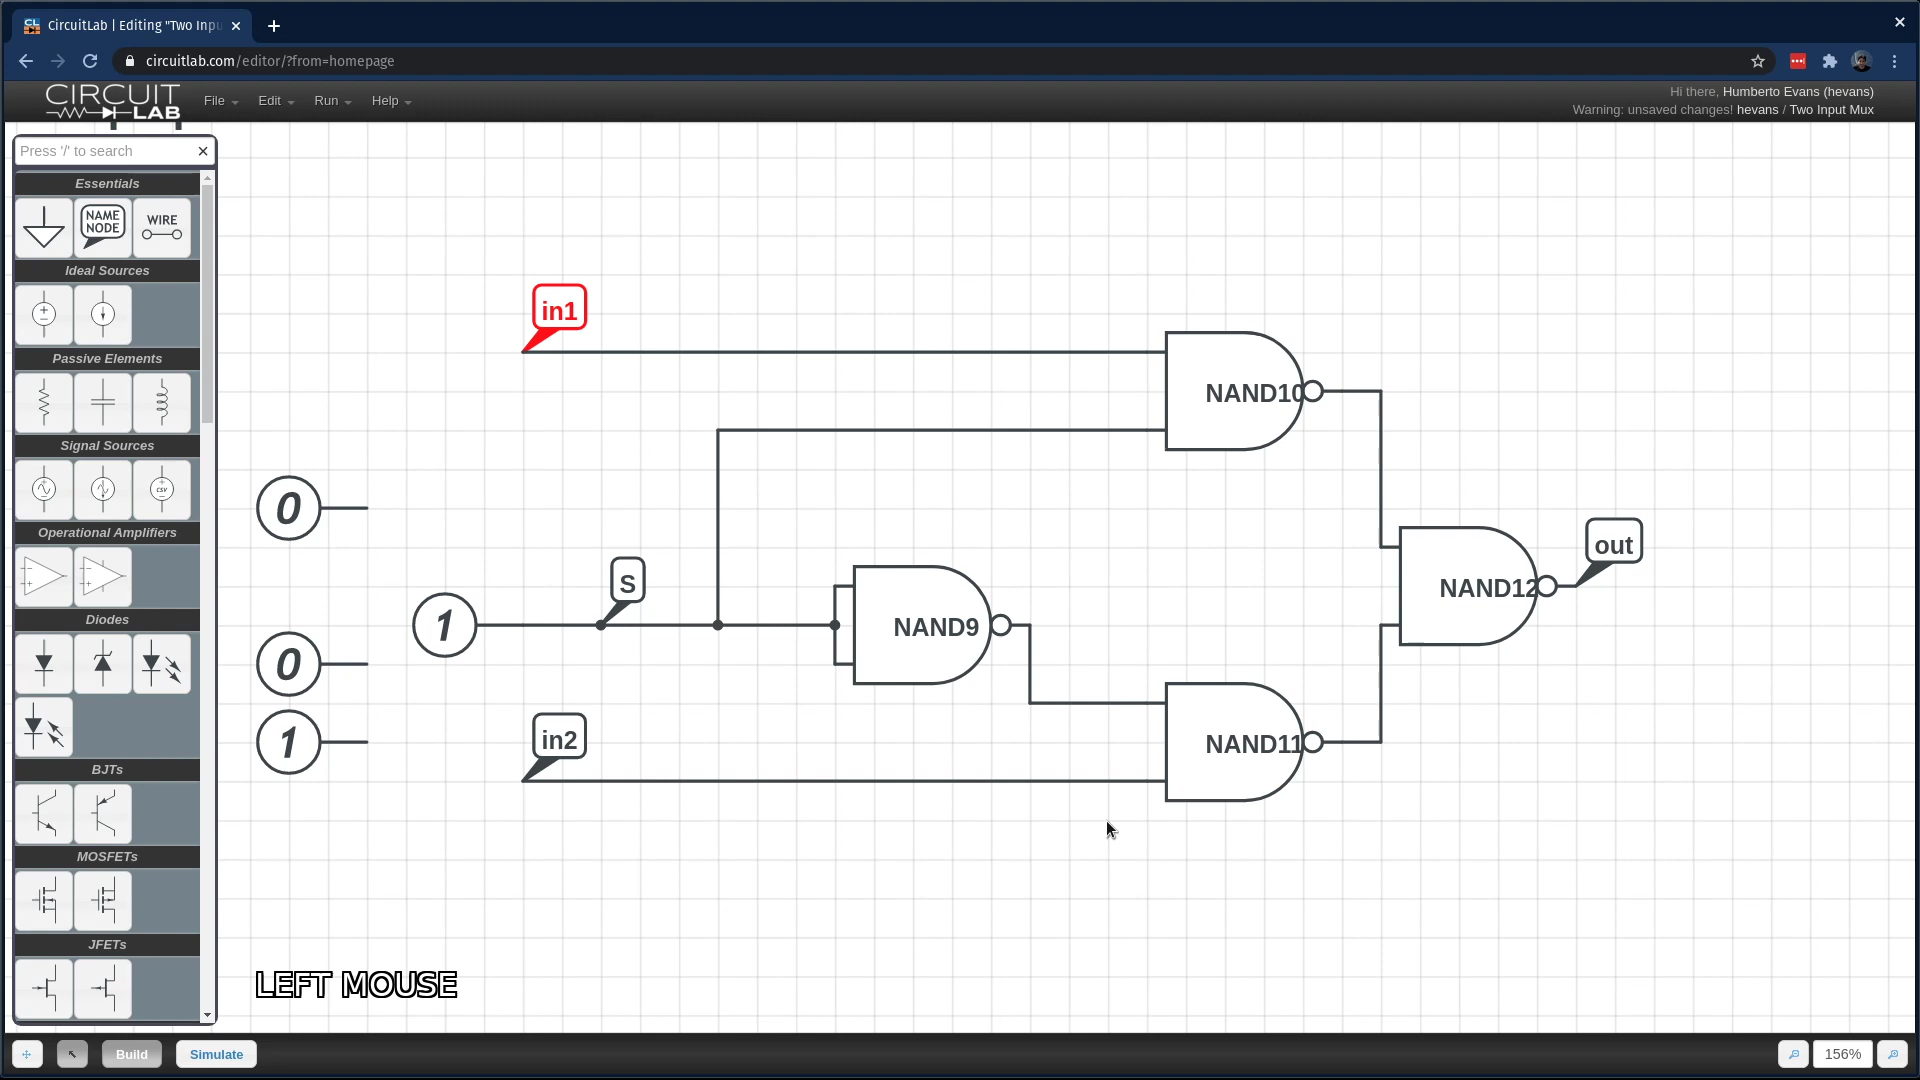 CircuitLab | Editing "Two Inpu
circuitlab.com/editor/?from=homepage
CIRCUIT LAB
File Edit Run Help
Hi there, Humberto Evans (hevans)
Warning: unsaved changes! hevans / Two Input Mux
Press '/' to search
Essentials
NAME NODE
WIRE
Ideal Sources
Passive Elements
Signal Sources
CSV
Operational Amplifiers
Diodes
BJTs
MOSFETs
JFETs
in1
NAND10
0
S
out
1
NAND9
NAND12
0
1
in2
NAND11
LEFT MOUSE
Build
Simulate
156%